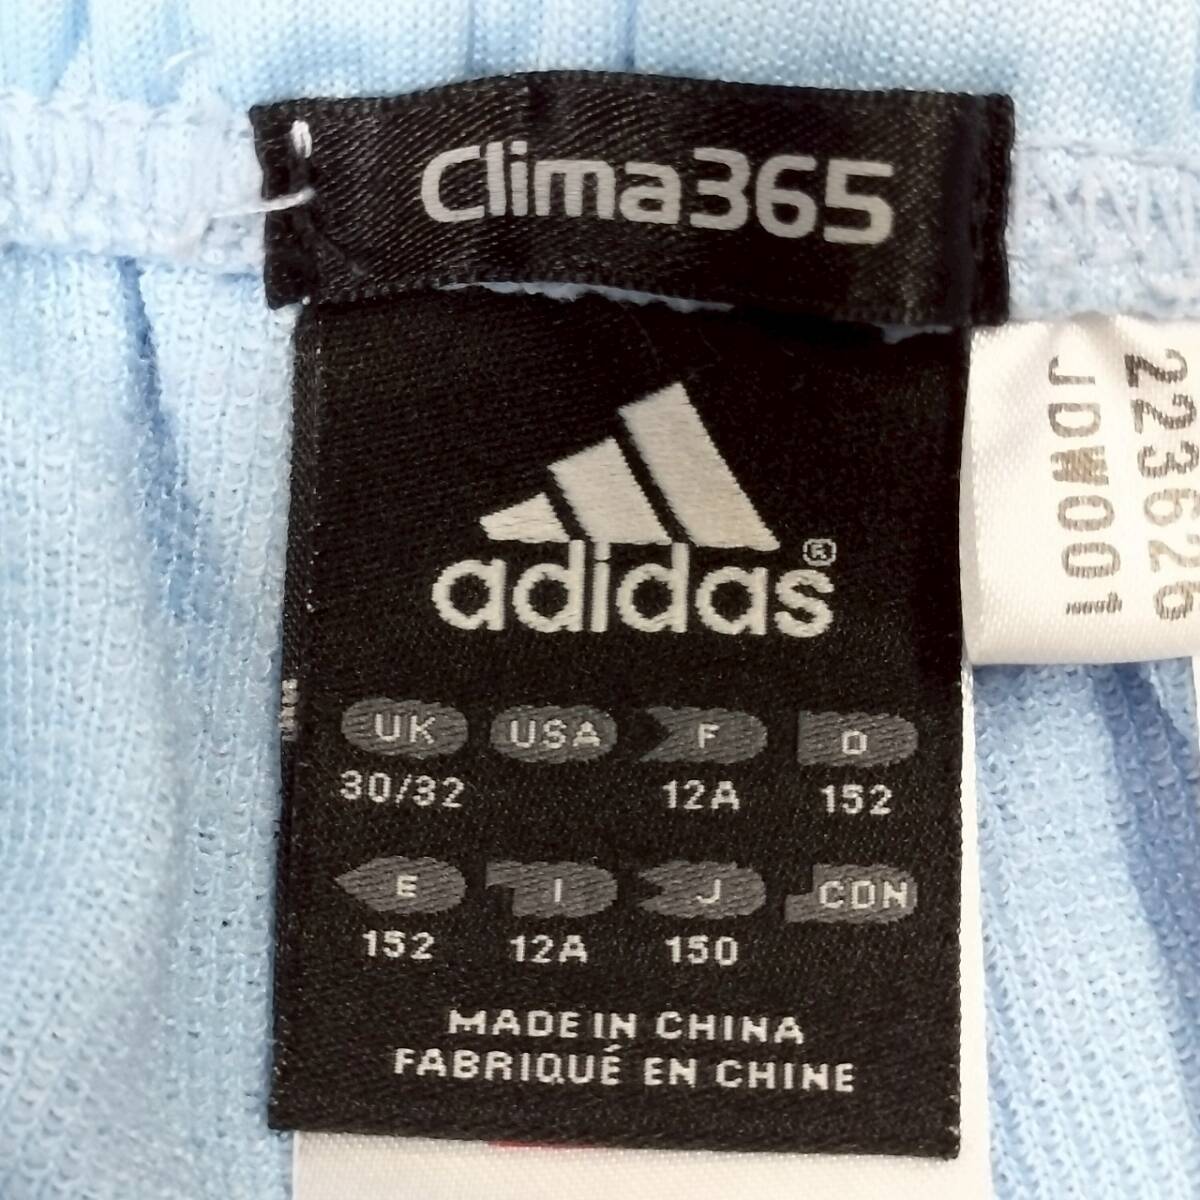 Clima365
adidas®
UK USA F D
30/32 12A 152
E I J CDN
152 12A 150
MADE IN CHINA
FABRIQUÉ EN CHINE
223626
JDW001